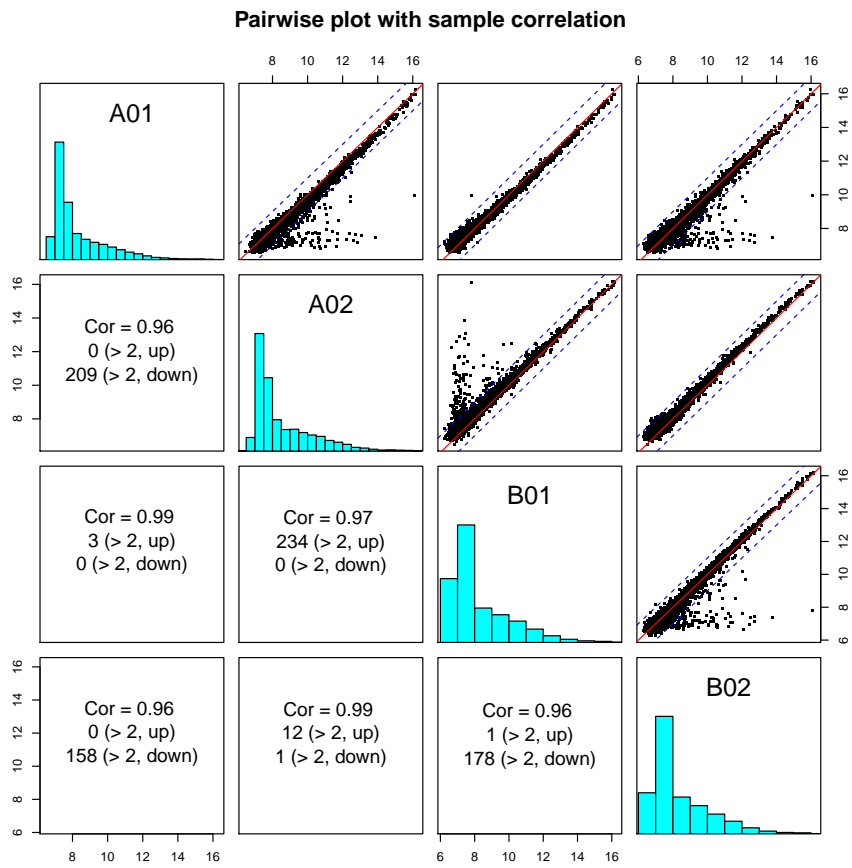 Pairwise plot with sample correlation
8 10 12 14 16
6 8 10 12 14 16
A01
8 10 12 14 16
8 10 12 14 16
Cor = 0.96
0 (> 2, up)
209 (> 2, down)
A02
Cor = 0.99
3 (> 2, up)
0 (> 2, down)
Cor = 0.97
234 (> 2, up)
0 (> 2, down)
B01
6 8 10 12 14 16
6 8 10 12 14 16
Cor = 0.96
0 (> 2, up)
158 (> 2, down)
Cor = 0.99
12 (> 2, up)
1 (> 2, down)
Cor = 0.96
1 (> 2, up)
178 (> 2, down)
B02
8 10 12 14 16
6 8 10 12 14 16